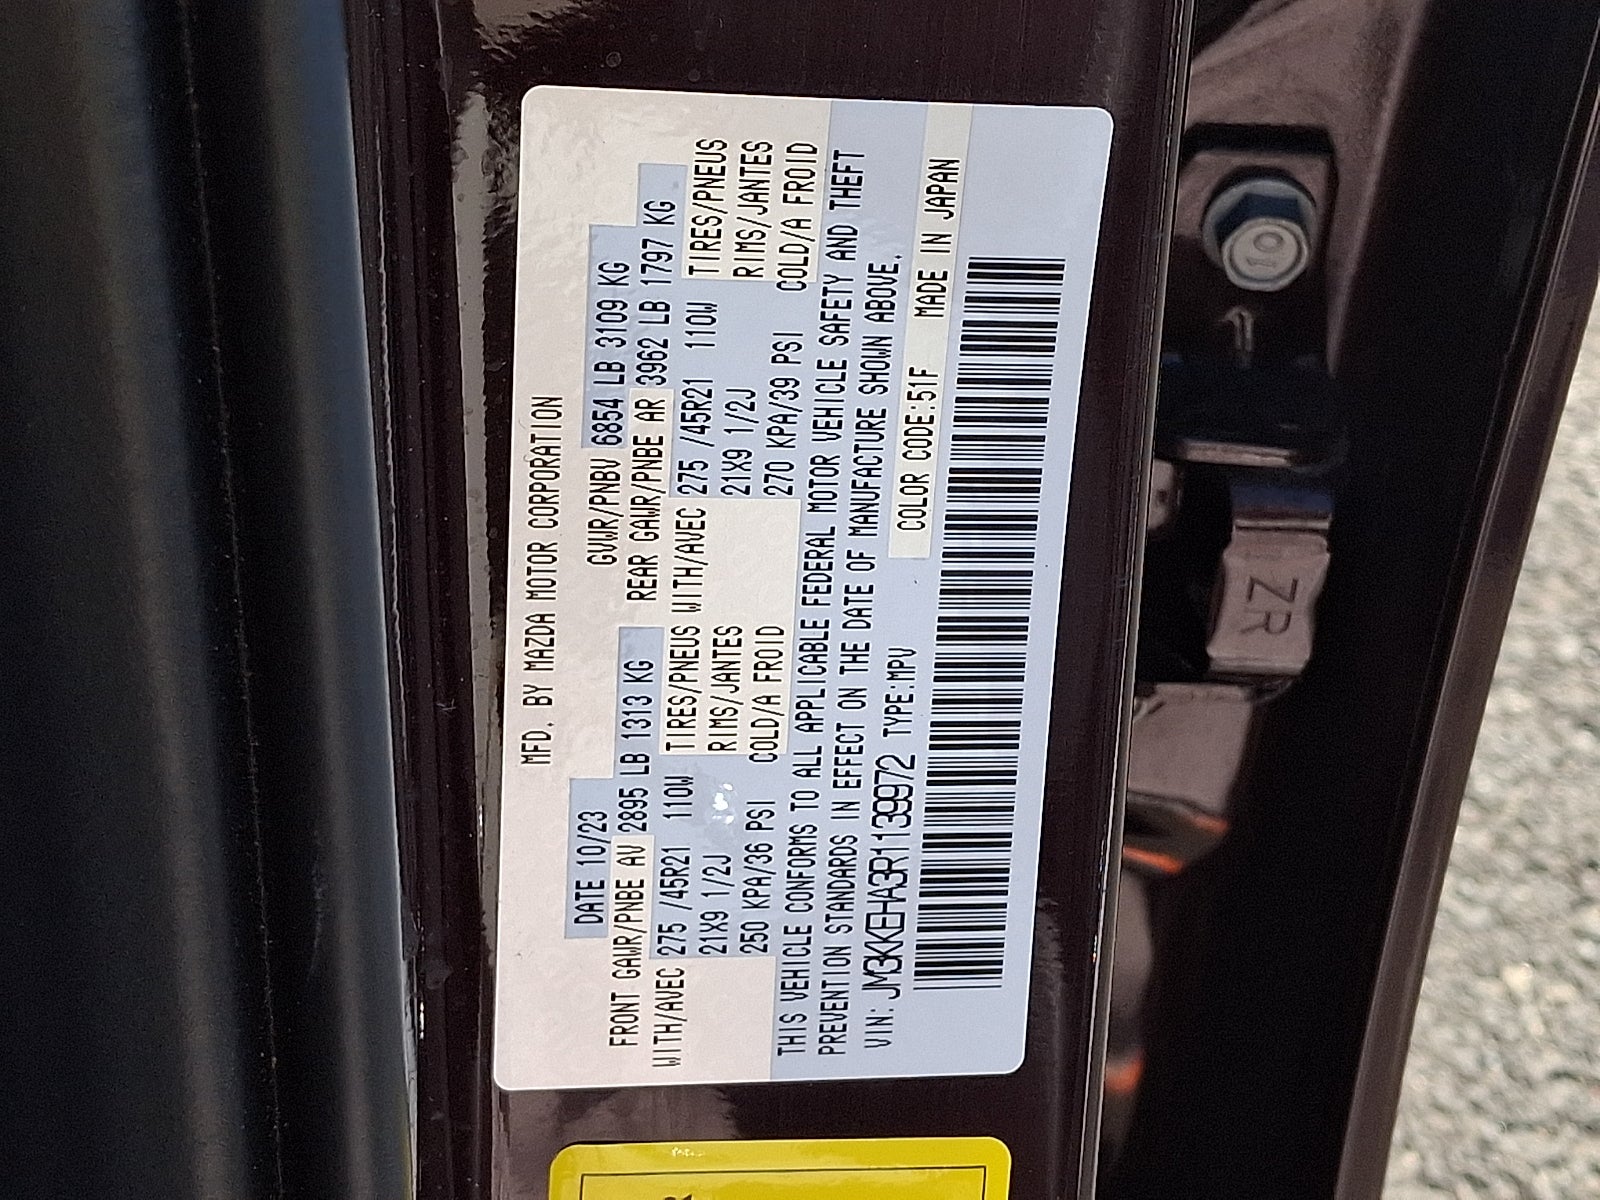 MFD. BY MAZDA MOTOR CORPORATION
DATE 10/23 GVWR/PNBV 6854 LB 3109 KG
FRONT GAWR/PNBE AV 2895 LB 1313 KG REAR GAWR/PNBE AR 3962 LB 1797 KG
WITH/AVEC 275 /45R21 110W TIRES/PNEUS WITH/AVEC 275 /45R21 110W TIRES/PNEUS
21X9 1/2J RIMS/JANTES 21X9 1/2J RIMS/JANTES
250 KPA/36 PSI COLD/A FROID 270 KPA/39 PSI COLD/A FROID
THIS VEHICLE CONFORMS TO ALL APPLICABLE FEDERAL MOTOR VEHICLE SAFETY AND THEFT
PREVENTION STANDARDS IN EFFECT ON THE DATE OF MANUFACTURE SHOWN ABOVE.
VIN: JM3KKEHA3R1139972 TYPE:MPV COLOR CODE:51F MADE IN JAPAN
10
1
ZR